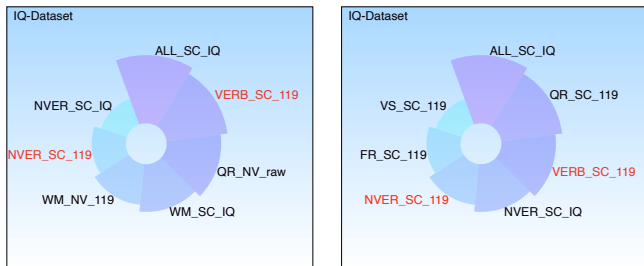 IQ-Dataset
ALL_SC_IQ
VERB_SC_119
NVER_SC_IQ
NVER_SC_119
QR_NV_raw
WM_NV_119
WM_SC_IQ
IQ-Dataset
ALL_SC_IQ
QR_SC_119
VS_SC_119
FR_SC_119
VERB_SC_119
NVER_SC_119
NVER_SC_IQ